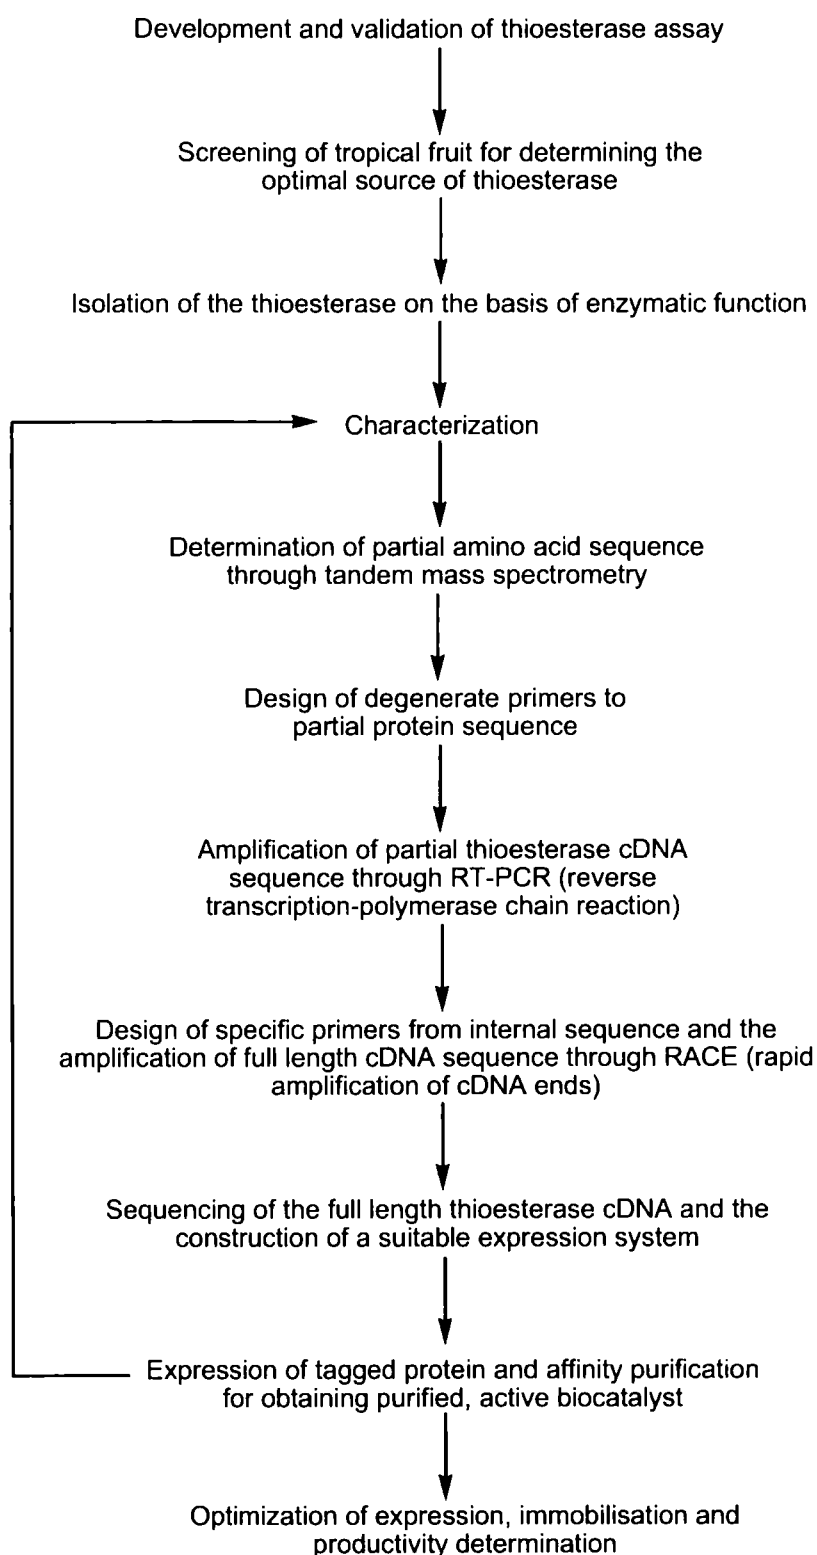 Development and validation of thioesterase assay
Screening of tropical fruit for determining the
optimal source of thioesterase
Isolation of the thioesterase on the basis of enzymatic function
Characterization
Determination of partial amino acid sequence
through tandem mass spectrometry
Design of degenerate primers to
partial protein sequence
Amplification of partial thioesterase cDNA
sequence through RT-PCR (reverse
transcription-polymerase chain reaction)
Design of specific primers from internal sequence and the
amplification of full length cDNA sequence through RACE (rapid
amplification of cDNA ends)
Sequencing of the full length thioesterase cDNA and the
construction of a suitable expression system
Expression of tagged protein and affinity purification
for obtaining purified, active biocatalyst
Optimization of expression, immobilisation and
productivity determination